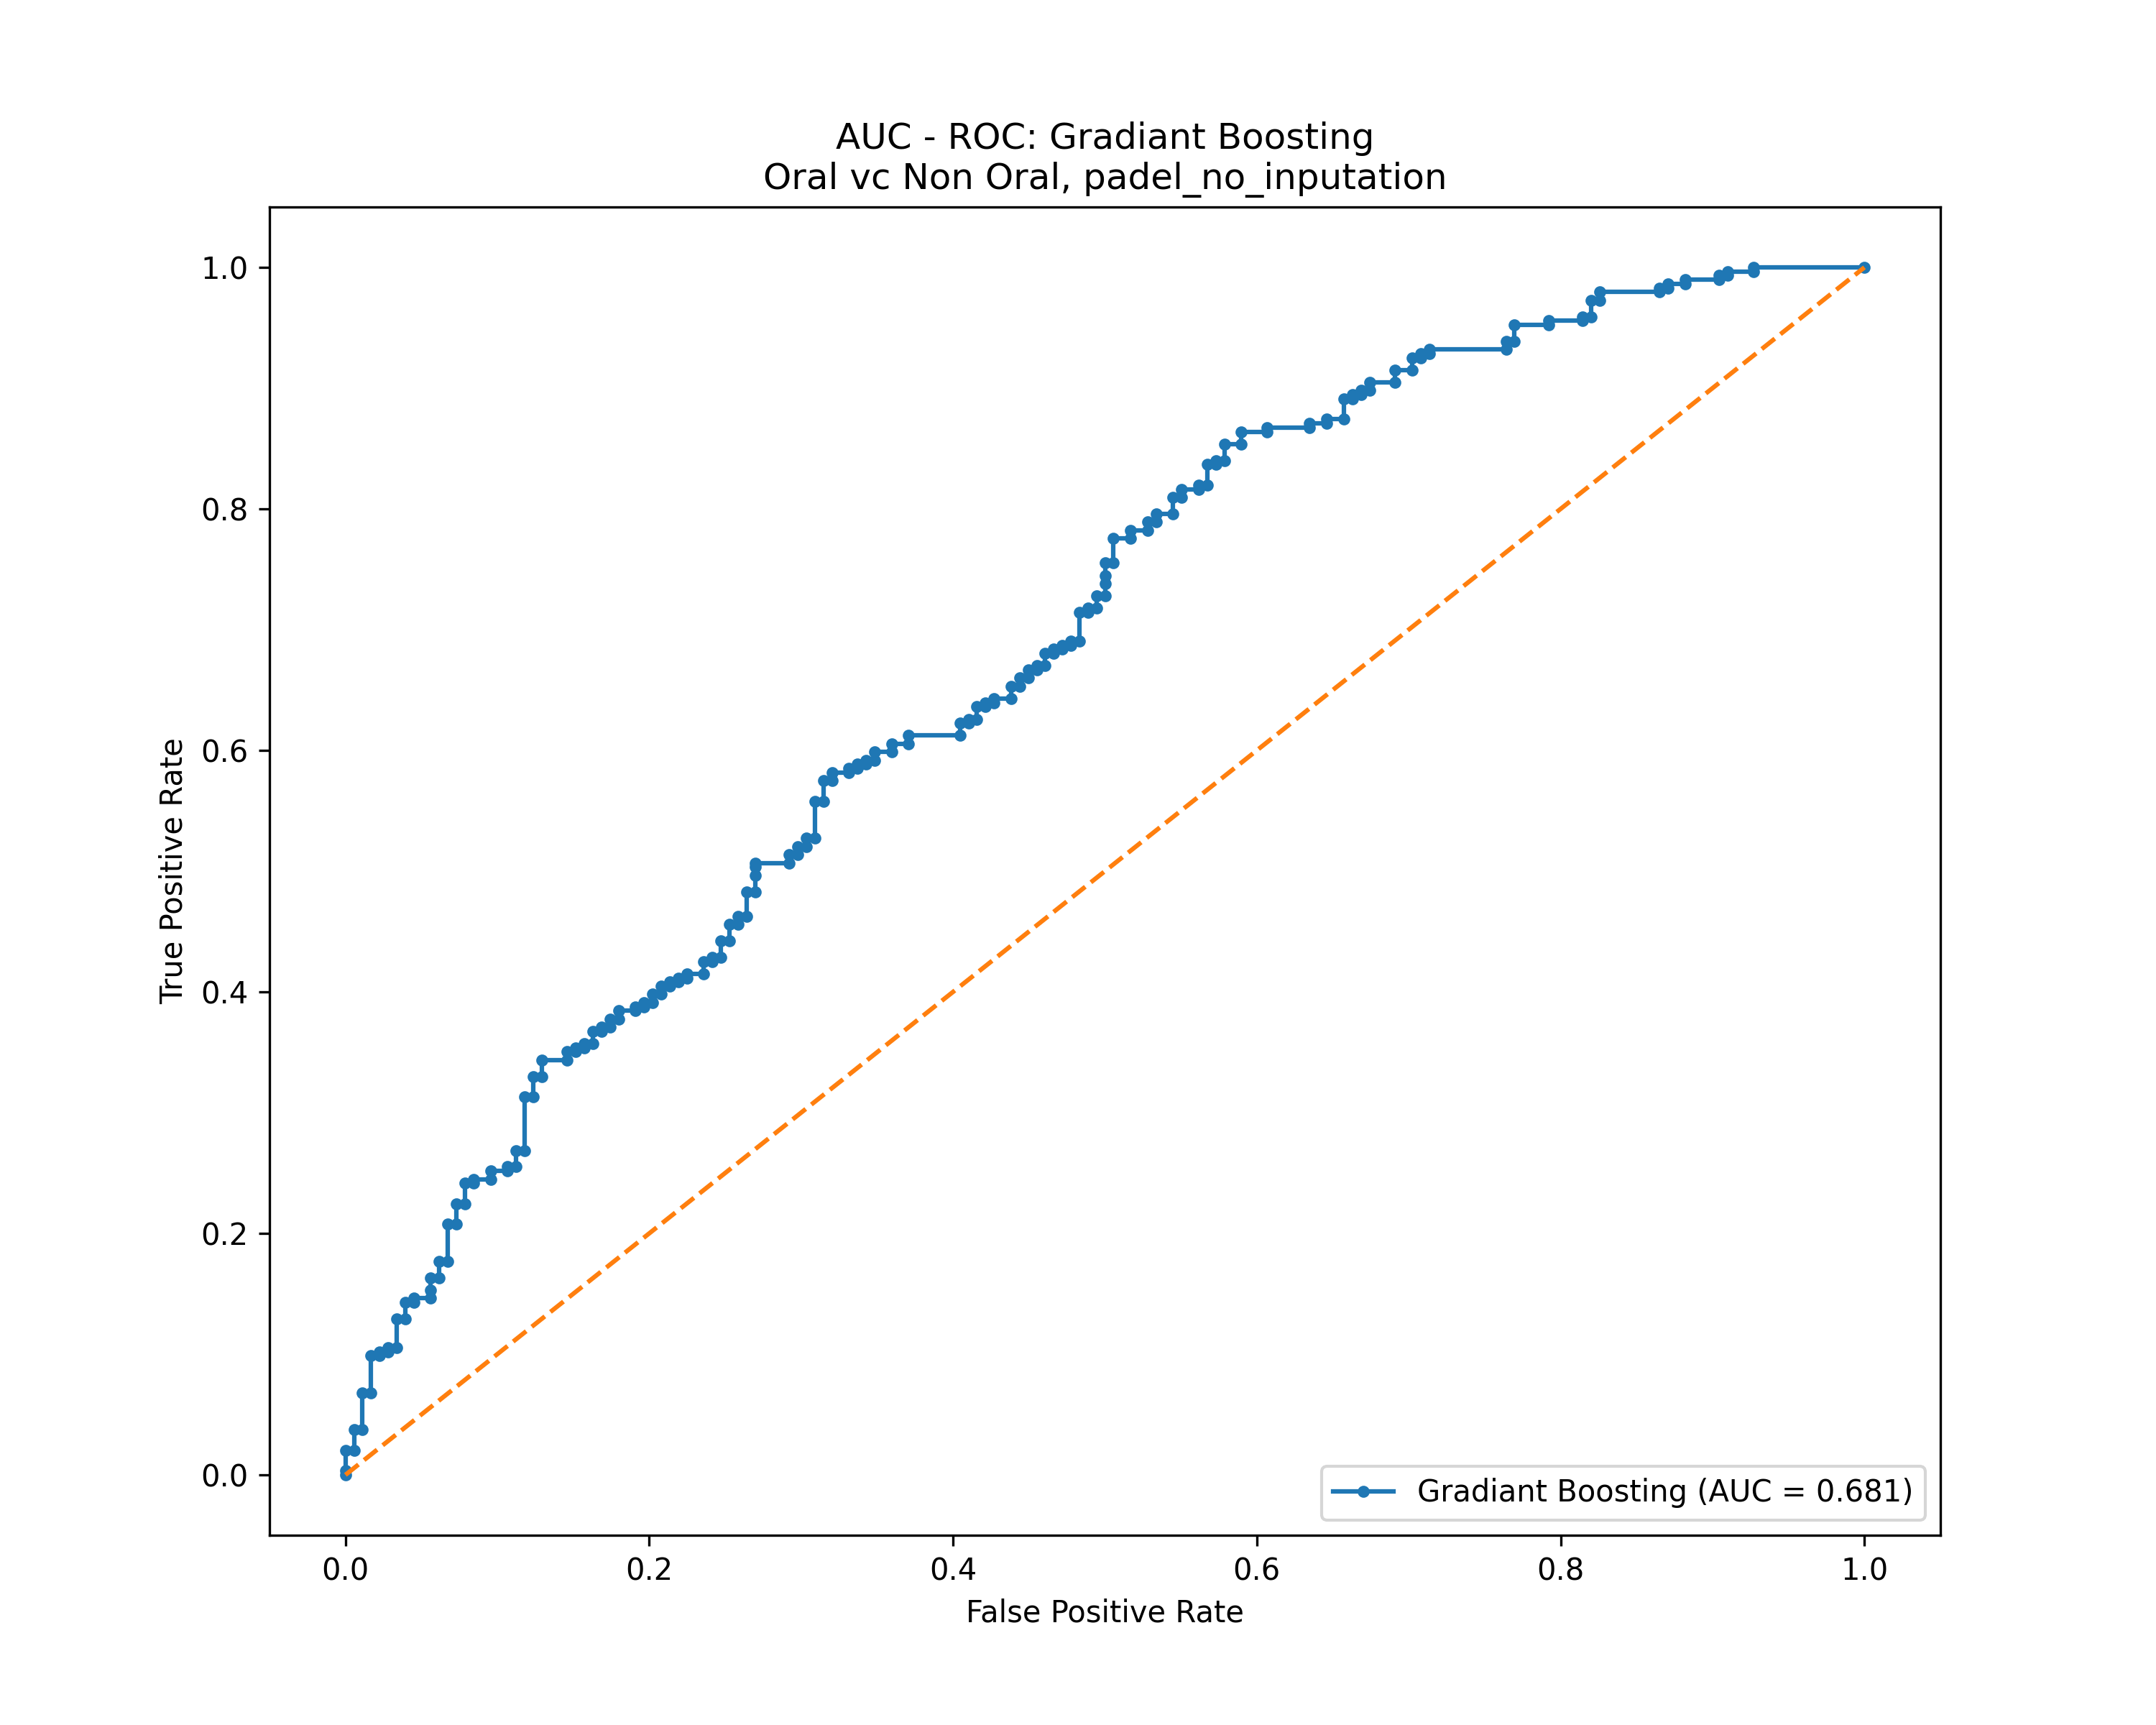 AUC - ROC: Gradiant Boosting
Oral vc Non Oral, padel_no_inputation
True Positive Rate
1.0
0.8
0.6
0.4
0.2
0.0
Gradiant Boosting (AUC = 0.681)
0.0 0.2 0.4 0.6 0.8 1.0
False Positive Rate